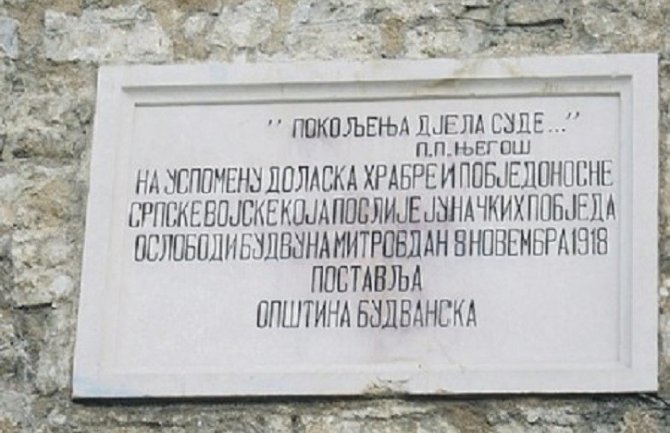 "ПОКОЉЕЊА ДЈЕЛА СУДЕ..."
П.П. ЊЕГОШ
НА УСПОМЕНУ ДОЛАСКА ХРАБРЕ И ПОБЈЕДОНОСНЕ
СРПСКЕ ВОЈСКЕ КОЈА ПОСЛИЈЕ ЈУНАЧКИХ ПОБЈЕДА
ОСЛОБОДИ БУДВУ НА МИТРОВДАН 8 НОВЕМБРА 1918
ПОСТАВЉА
ОПШТИНА БУДВАНСКА